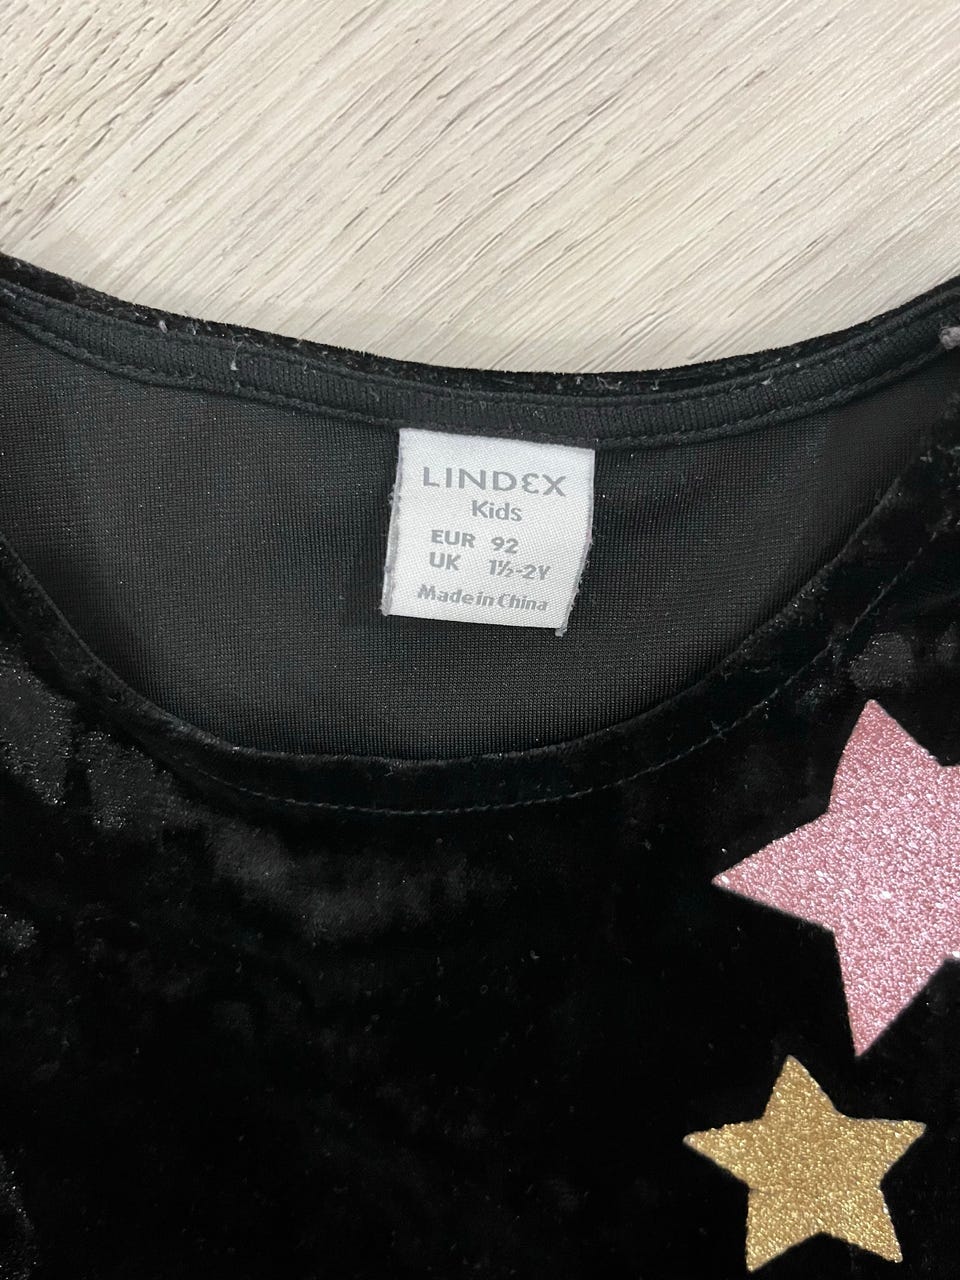 LINDEX
Kids
EUR 92
UK 1½-2Y
Made in China